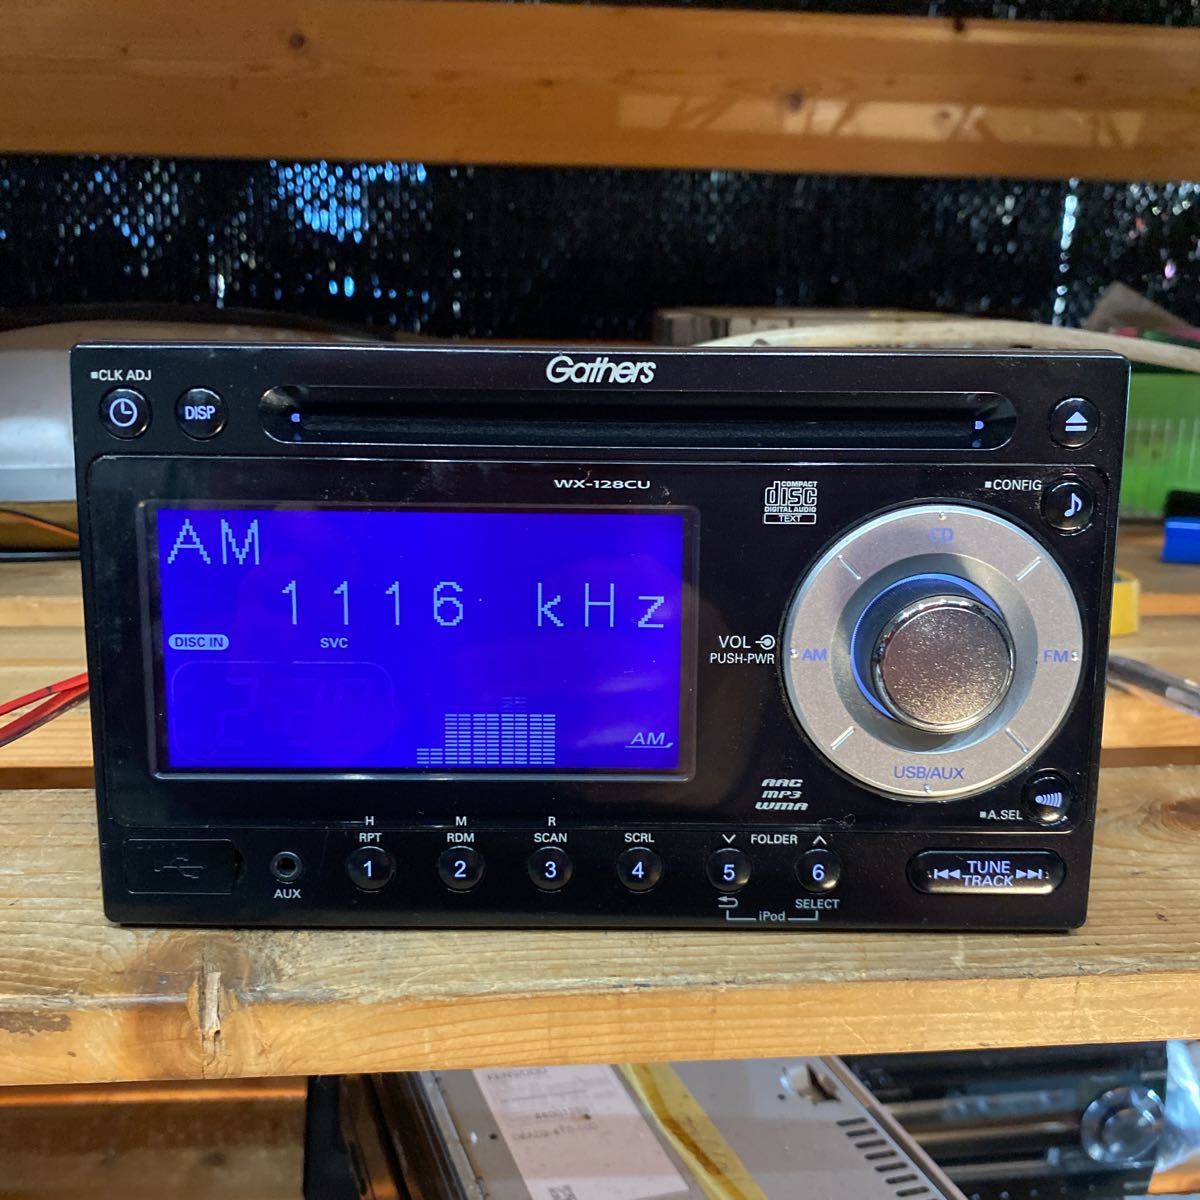 Gathers
■CLK ADJ
DISP
WX-128CU
COMPACT
disc
DIGITAL AUDIO
TEXT
■CONFIG
AM
1116 kHz
DISC IN
SVC
AM
VOL
PUSH-PWR
CD
AM
FM
USB/AUX
AAC
MP3
WMA
■A.SEL
AUX
H
RPT
1
M
RDM
2
R
SCAN
3
SCRL
4
FOLDER
5
6
SELECT
iPod
TUNE
TRACK